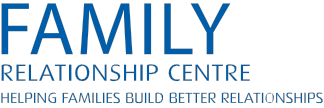 FAMILY
RELATIONSHIP CENTRE
HELPING FAMILIES BUILD BETTER RELATIONSHIPS